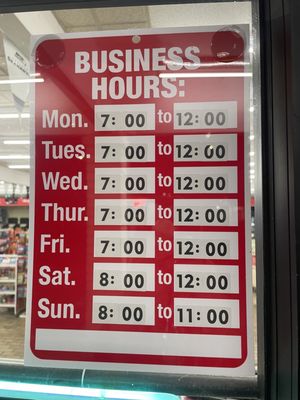 BUSINESS
HOURS:
Mon. 7: 00 to 12: 00
Tues. 7: 00 to 12: 00
Wed. 7: 00 to 12: 00
Thur. 7: 00 to 12: 00
Fri. 7: 00 to 12: 00
Sat. 8: 00 to 12: 00
Sun. 8: 00 to 11: 00